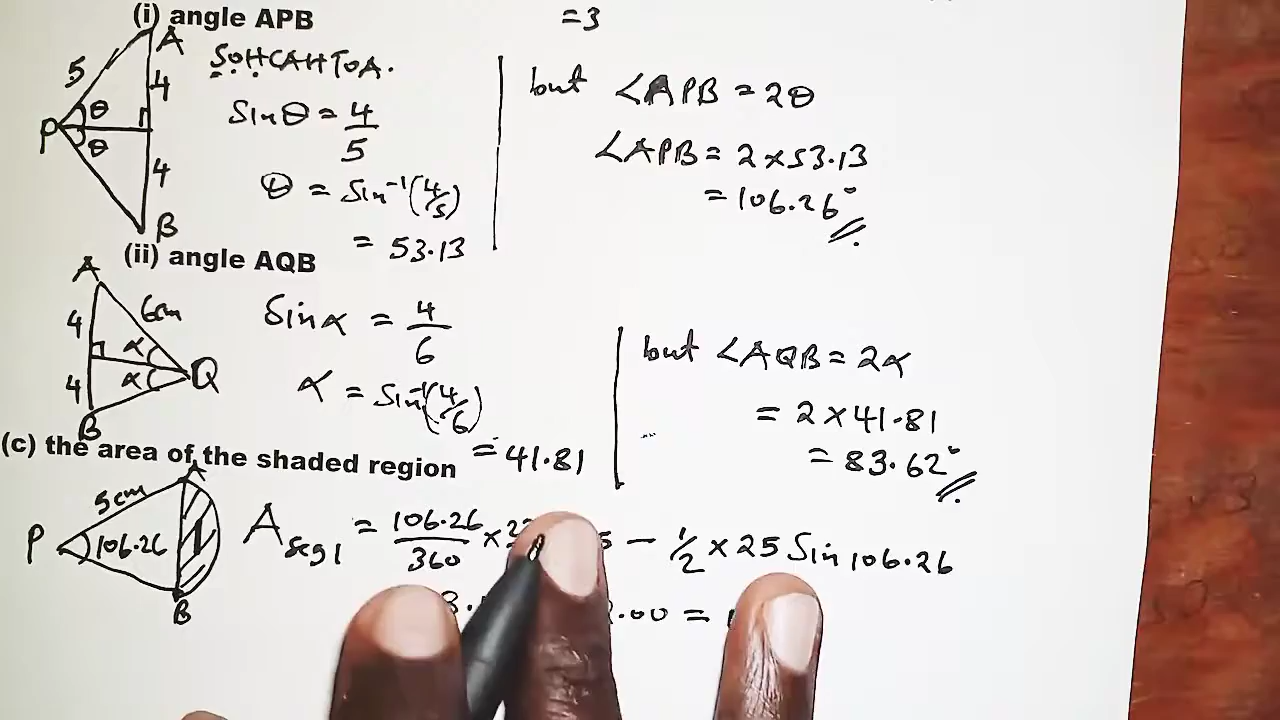 (i) angle APB
=3
A
SOHCAHTOA.
5
4
but ∠APB = 2θ
θ
Sinθ = 4/5
P
θ
4
∠APB = 2×53.13
θ = Sin⁻¹(4/5)
= 106.26°
B
= 53.13
(ii) angle AQB
A
6cm
4
Sinα = 4/6
α
but ∠AQB = 2α
α
Q
4
α = Sin⁻¹(4/6)
= 2 × 41.81
B
= 41.81
= 83.62°
(c) the area of the shaded region
A
5cm
P
106.26
A seg 1 = 106.26/360 ×
− ½ × 25 Sin 106.26
B
.00 =